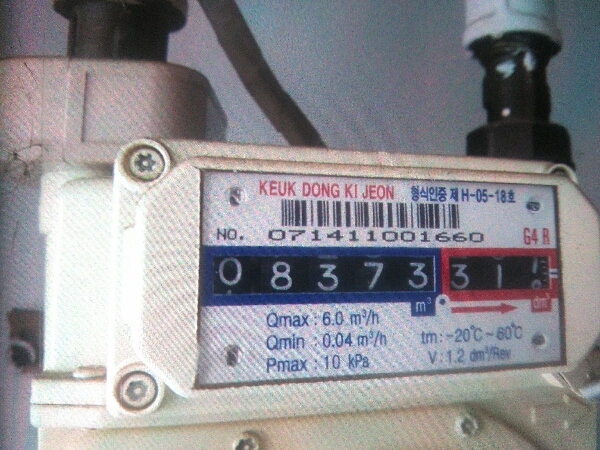 KEUK DONG KI JEON 형식인증 제 H-05-18호
NO. 071411001660 G4 R
0 8 3 7 3 3 1
m³ dm³
Qmax : 6.0 m³/h
Qmin : 0.04 m³/h tm : -20°C ~ 60°C
Pmax : 10 kPa V : 1.2 dm³/Rev